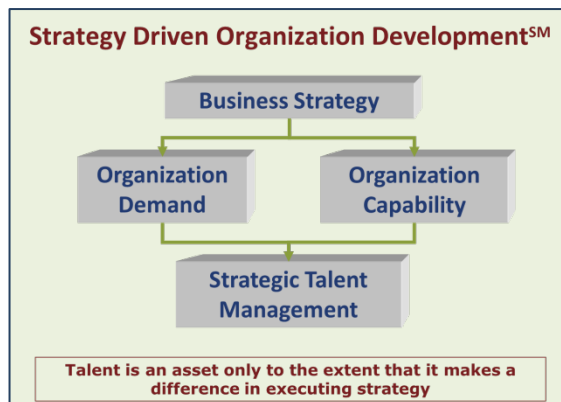 Strategy Driven Organization Development℠
Business Strategy
Organization
Demand
Organization
Capability
Strategic Talent
Management
Talent is an asset only to the extent that it makes a
difference in executing strategy